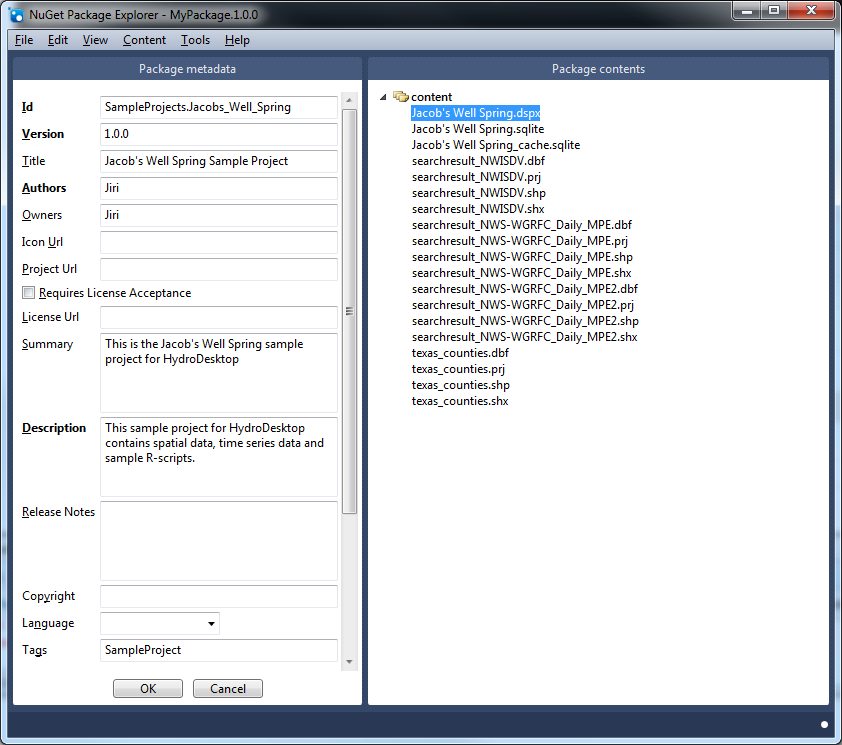 NuGet Package Explorer - MyPackage.1.0.0
File Edit View Content Tools Help
Package metadata
Id SampleProjects.Jacobs_Well_Spring
Version 1.0.0
Title Jacob's Well Spring Sample Project
Authors Jiri
Owners Jiri
Icon Url
Project Url
Requires License Acceptance
License Url
Summary This is the Jacob's Well Spring sample
project for HydroDesktop
Description This sample project for HydroDesktop
contains spatial data, time series data and
sample R-scripts.
Release Notes
Copyright
Language
Tags SampleProject
OK Cancel
Package contents
content
Jacob's Well Spring.dspx
Jacob's Well Spring.sqlite
Jacob's Well Spring_cache.sqlite
searchresult_NWISDV.dbf
searchresult_NWISDV.prj
searchresult_NWISDV.shp
searchresult_NWISDV.shx
searchresult_NWS-WGRFC_Daily_MPE.dbf
searchresult_NWS-WGRFC_Daily_MPE.prj
searchresult_NWS-WGRFC_Daily_MPE.shp
searchresult_NWS-WGRFC_Daily_MPE.shx
searchresult_NWS-WGRFC_Daily_MPE2.dbf
searchresult_NWS-WGRFC_Daily_MPE2.prj
searchresult_NWS-WGRFC_Daily_MPE2.shp
searchresult_NWS-WGRFC_Daily_MPE2.shx
texas_counties.dbf
texas_counties.prj
texas_counties.shp
texas_counties.shx